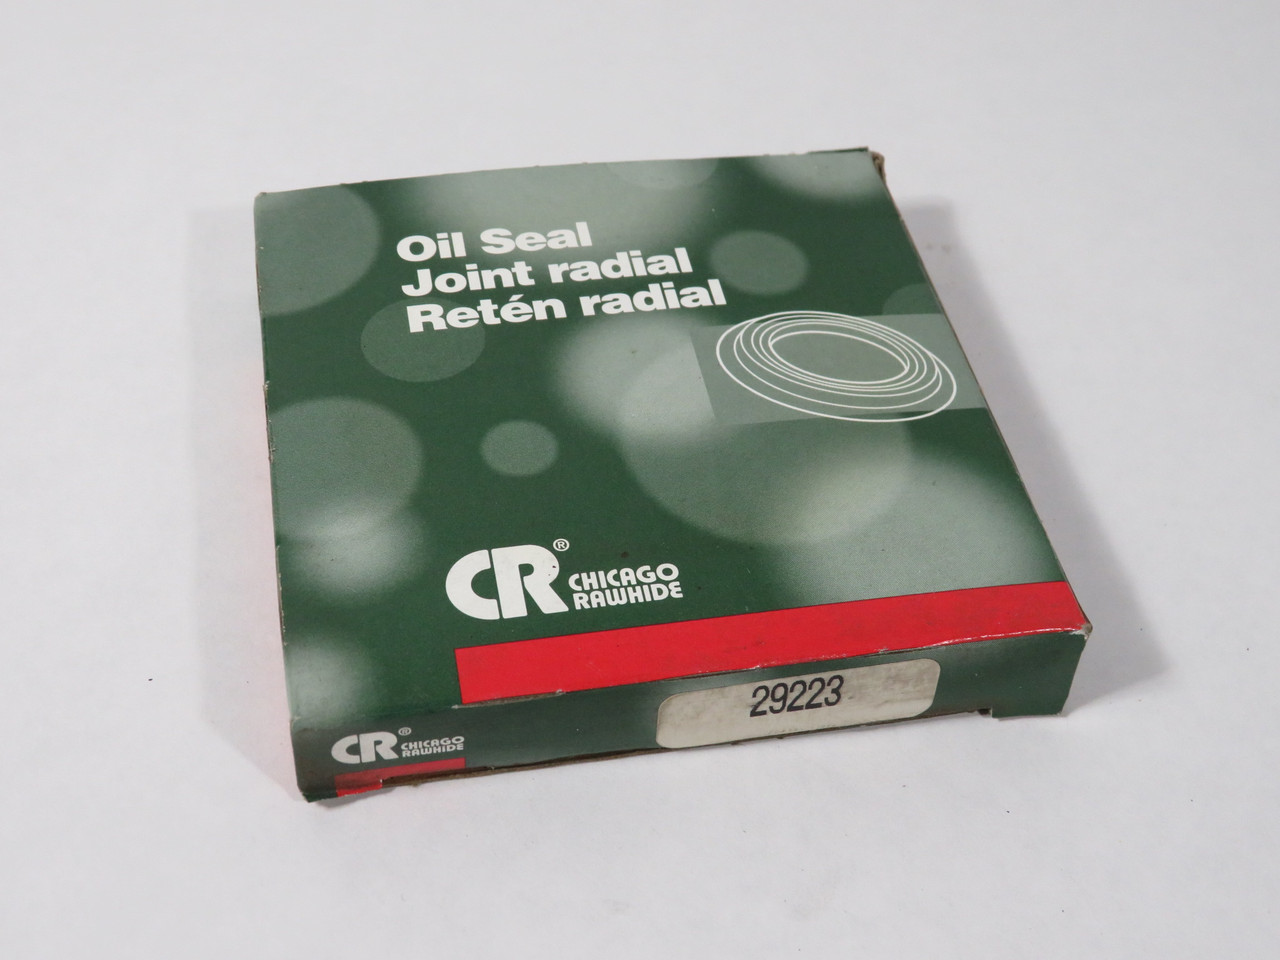 Oil Seal
Joint radial
Retén radial
CR® CHICAGO
RAWHIDE
29223
CR® CHICAGO
RAWHIDE